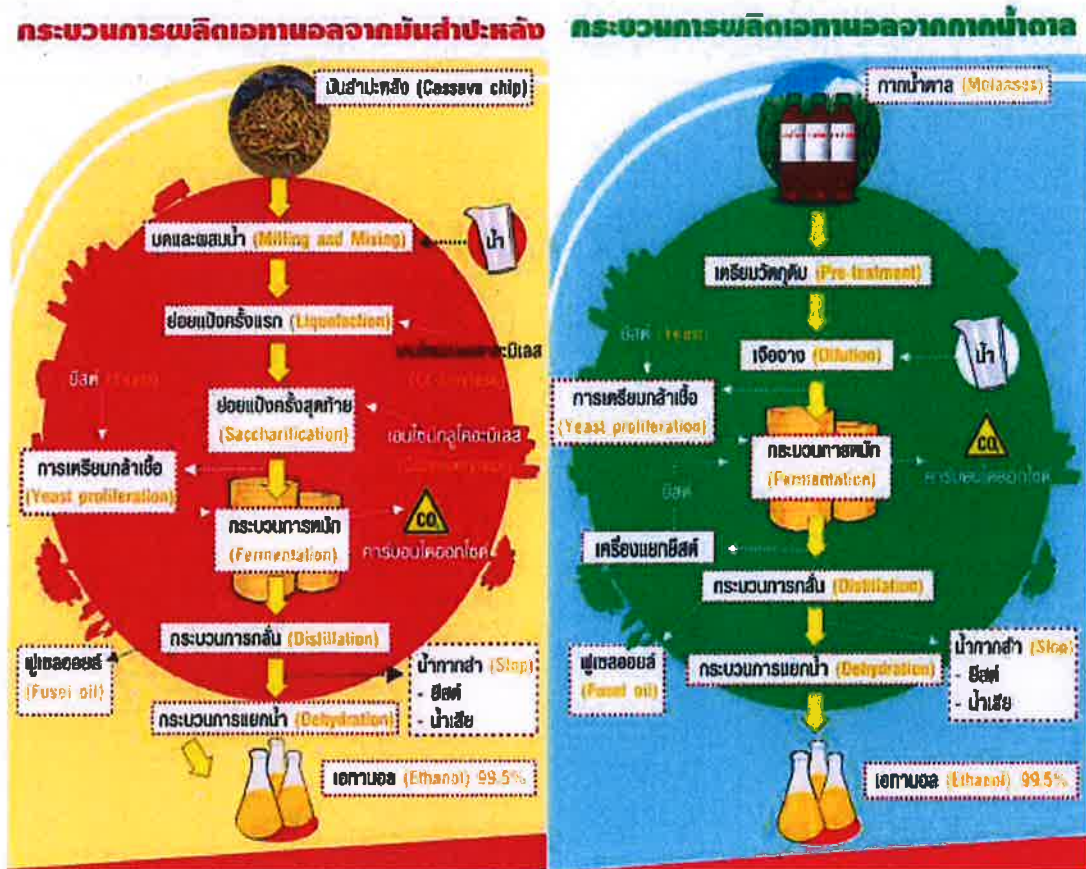 กระบวนการผลิตเอทานอลจากมันสำปะหลัง
มันสำปะหลัง (Cassava chip)
บดและผสมน้ำ (Milling and Mixing)
น้ำ
ย่อยแป้งครั้งแรก (Liquefaction)
ยีสต์ (Yeast)
ย่อยแป้งครั้งสุดท้าย
(Saccharification)
เอนไซม์กลูโคอะมิเลส
การเตรียมกล้าเชื้อ
(Yeast proliferation)
กระบวนการหมัก
(Fermentation)
CO₂
คาร์บอนไดออกไซด์
กระบวนการกลั่น (Distillation)
ฟูเซลออยล์
(Fusel oil)
น้ำกากส่า (Slop)
- ยีสต์
- น้ำเสีย
กระบวนการแยกน้ำ (Dehydration)
เอทานอล (Ethanol) 99.5%
กระบวนการผลิตเอทานอลจากกากน้ำตาล
กากน้ำตาล (Molasses)
เตรียมวัตถุดิบ (Pre-teatment)
ยีสต์ (Yeast)
เจือจาง (Dilution)
น้ำ
การเตรียมกล้าเชื้อ
(Yeast proliferation)
กระบวนการหมัก
(Fermentation)
CO₂
คาร์บอนไดออกไซด์
ยีสต์
เครื่องแยกยีสต์
กระบวนการกลั่น (Distillation)
ฟูเซลออยล์
(Fusel oil)
กระบวนการแยกน้ำ (Dehydration)
น้ำกากส่า (Slop)
- ยีสต์
- น้ำเสีย
เอทานอล (Ethanol) 99.5%